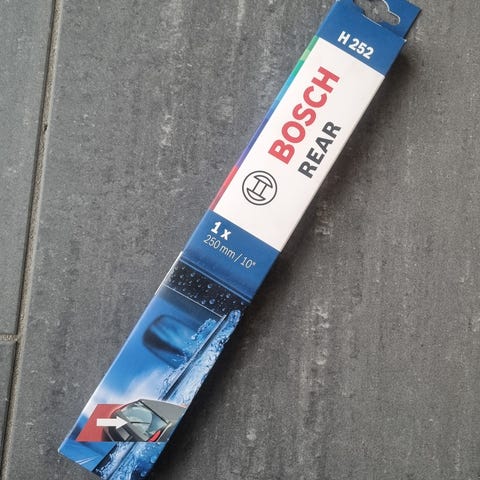 H 252
BOSCH
REAR
1 x
250 mm / 10"